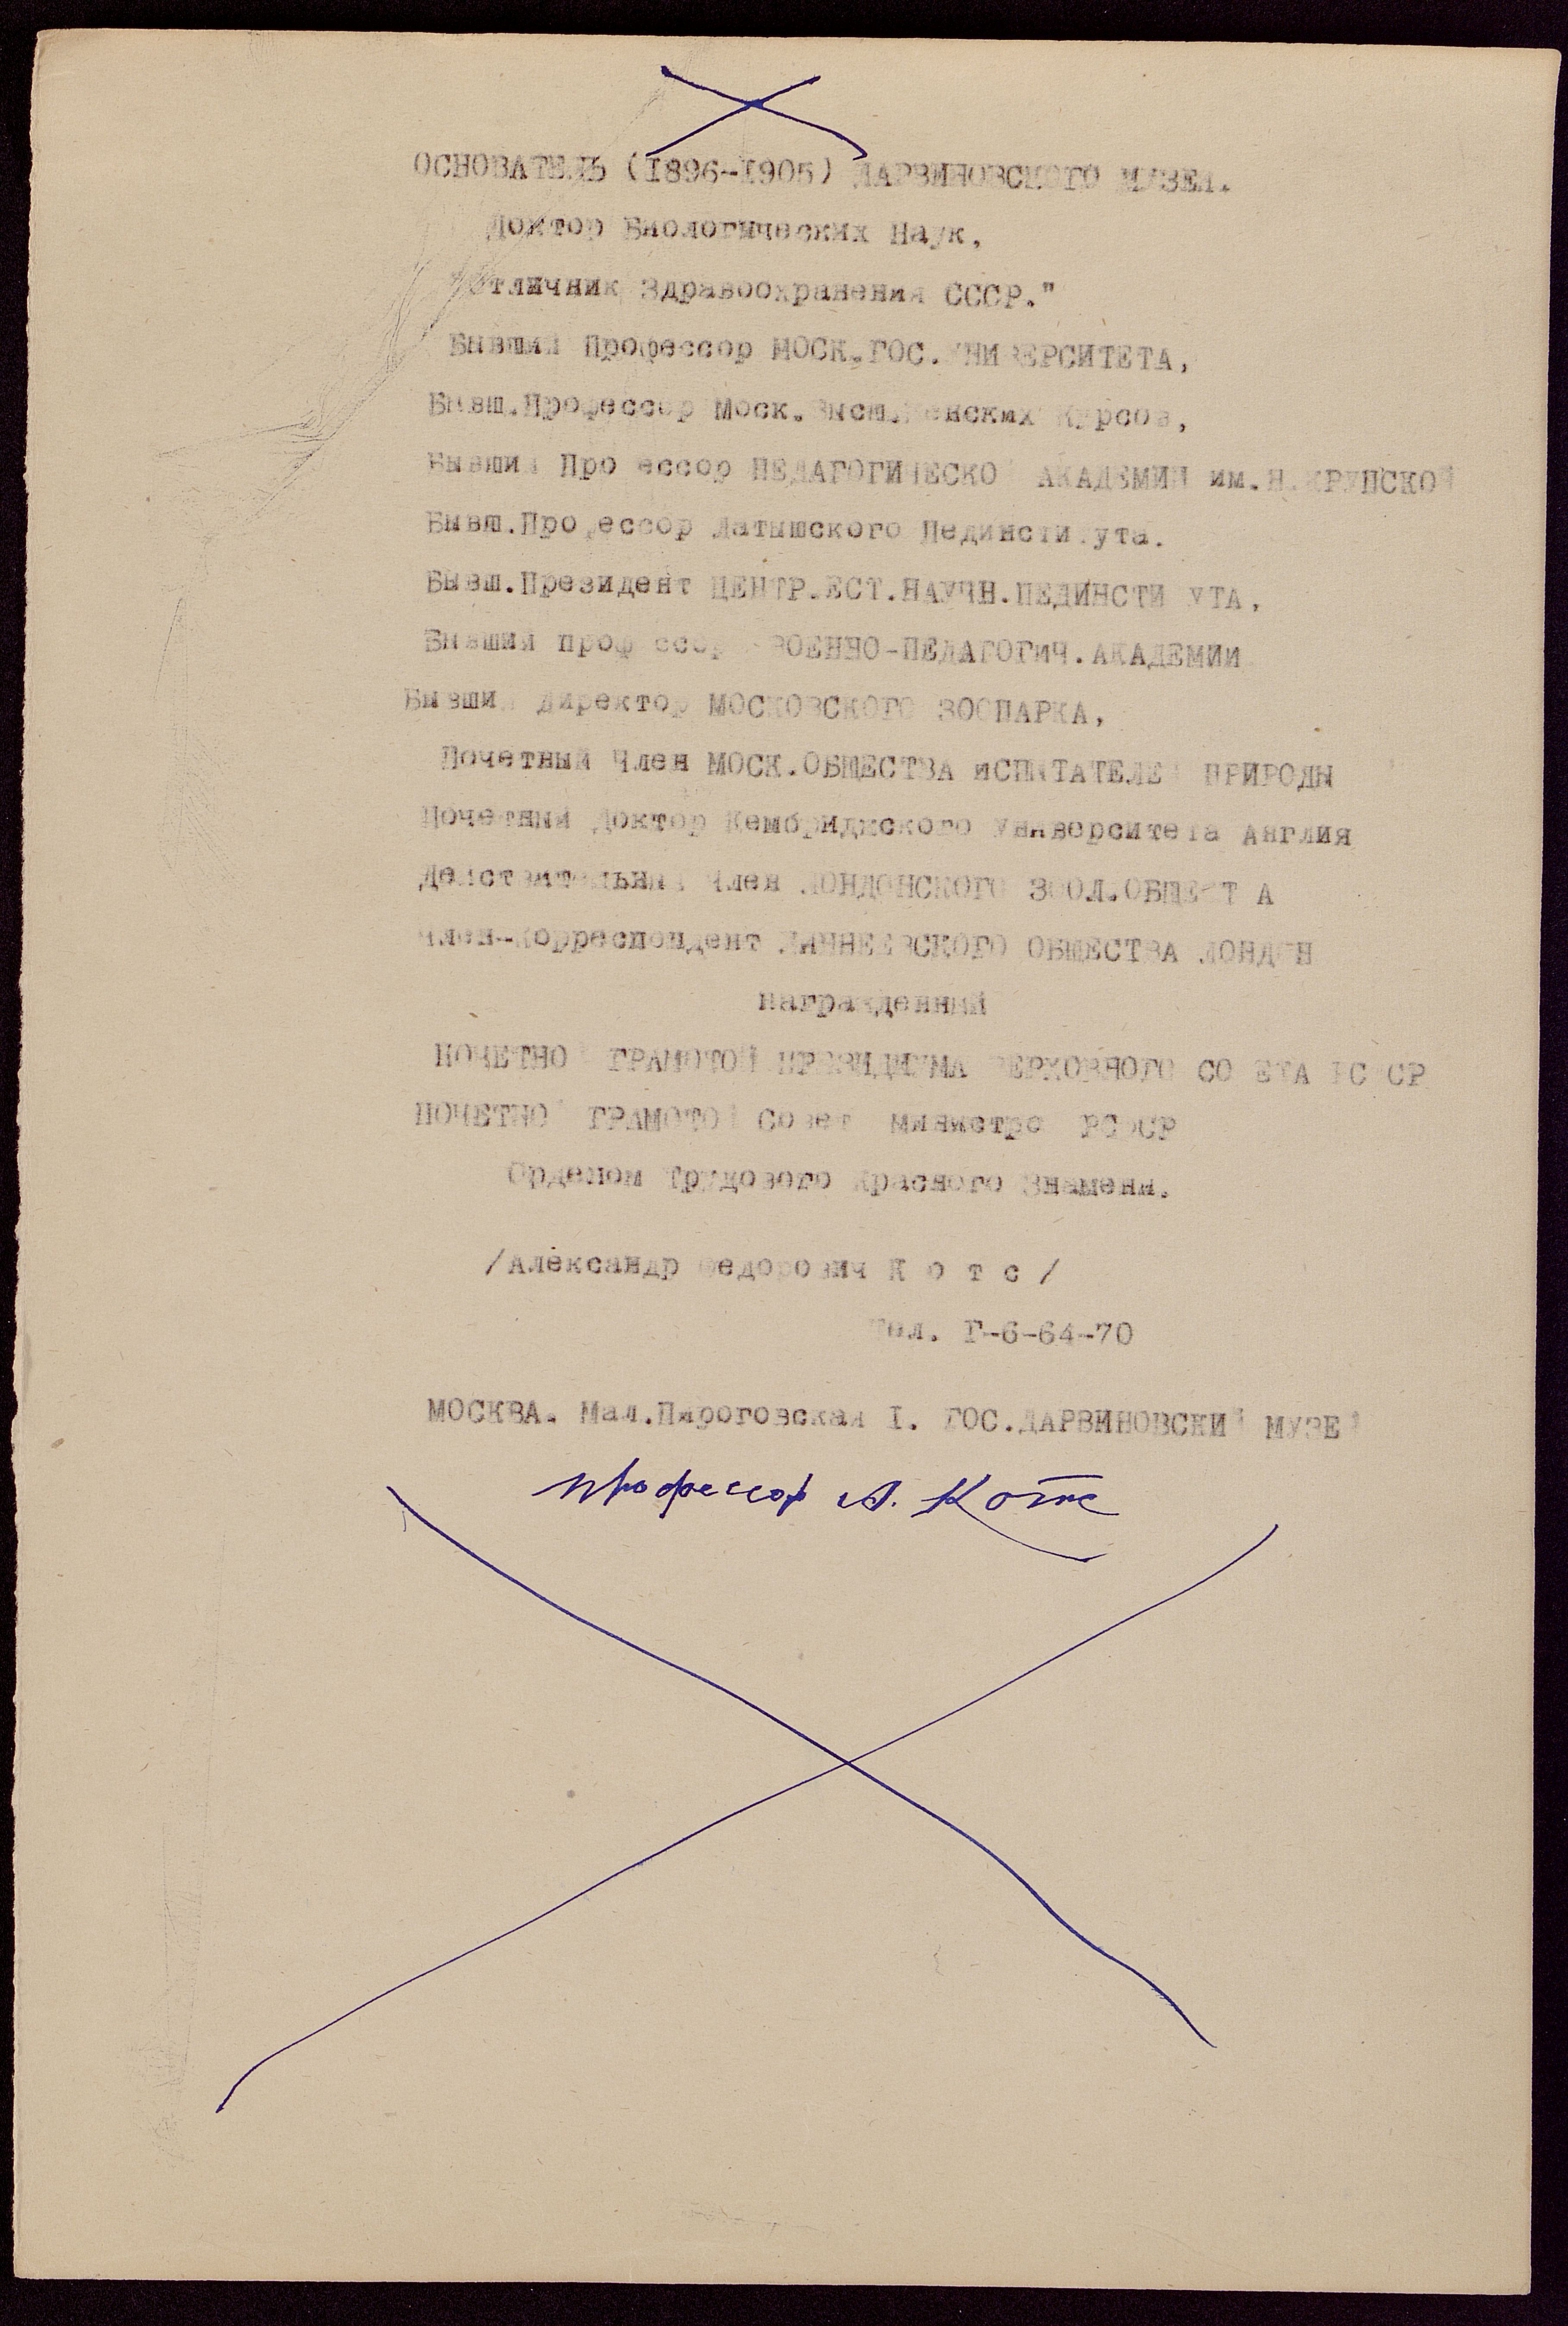 ОСНОВАТЕЛЬ (1896-1905) ДАРВИНОВСКОГО МУЗЕЯ.
Доктор Биологических Наук,
"Отличник Здравоохранения СССР."
Бывший Профессор МОСК.ГОС.УНИВЕРСИТЕТА,
Бывш.Профессор Моск.Высш.Женских Курсов,
Бывший Профессор ПЕДАГОГИЧЕСКОЙ АКАДЕМИИ им.Н.КРУПСКОЙ
Бывш.Профессор Латышского Пединститута.
Бывш.Президент ЦЕНТР.ЕСТ.НАУЧН.ПЕДИНСТИТУТА,
Бывший профессор ВОЕННО-ПЕДАГОГИЧ.АКАДЕМИИ
Бывший Директор МОСКОВСКОГО ЗООПАРКА,
Почетный Член МОСК.ОБЩЕСТВА ИСПЫТАТЕЛЕЙ ПРИРОДЫ
Почетный Доктор Кембриджского Университета Англия
Действительный Член ЛОНДОНСКОГО ЗООЛ.ОБЩЕСТВА
Член-Корреспондент ЛИННЕЕВСКОГО ОБЩЕСТВА ЛОНДОН
Награжденный
ПОЧЕТНОЙ ГРАМОТОЙ ПРЕЗИДИУМА ВЕРХОВНОГО СОВЕТА РСФСР
ПОЧЕТНОЙ ГРАМОТОЙ Совет Министров РСФСР
Орденом Трудового Красного Знамени.
/Александр Федорович К о т с /
Тел. Г-6-64-70
МОСКВА. Мал.Пироговская I. ГОС.ДАРВИНОВСКИЙ МУЗЕЙ
профессор А. Котс